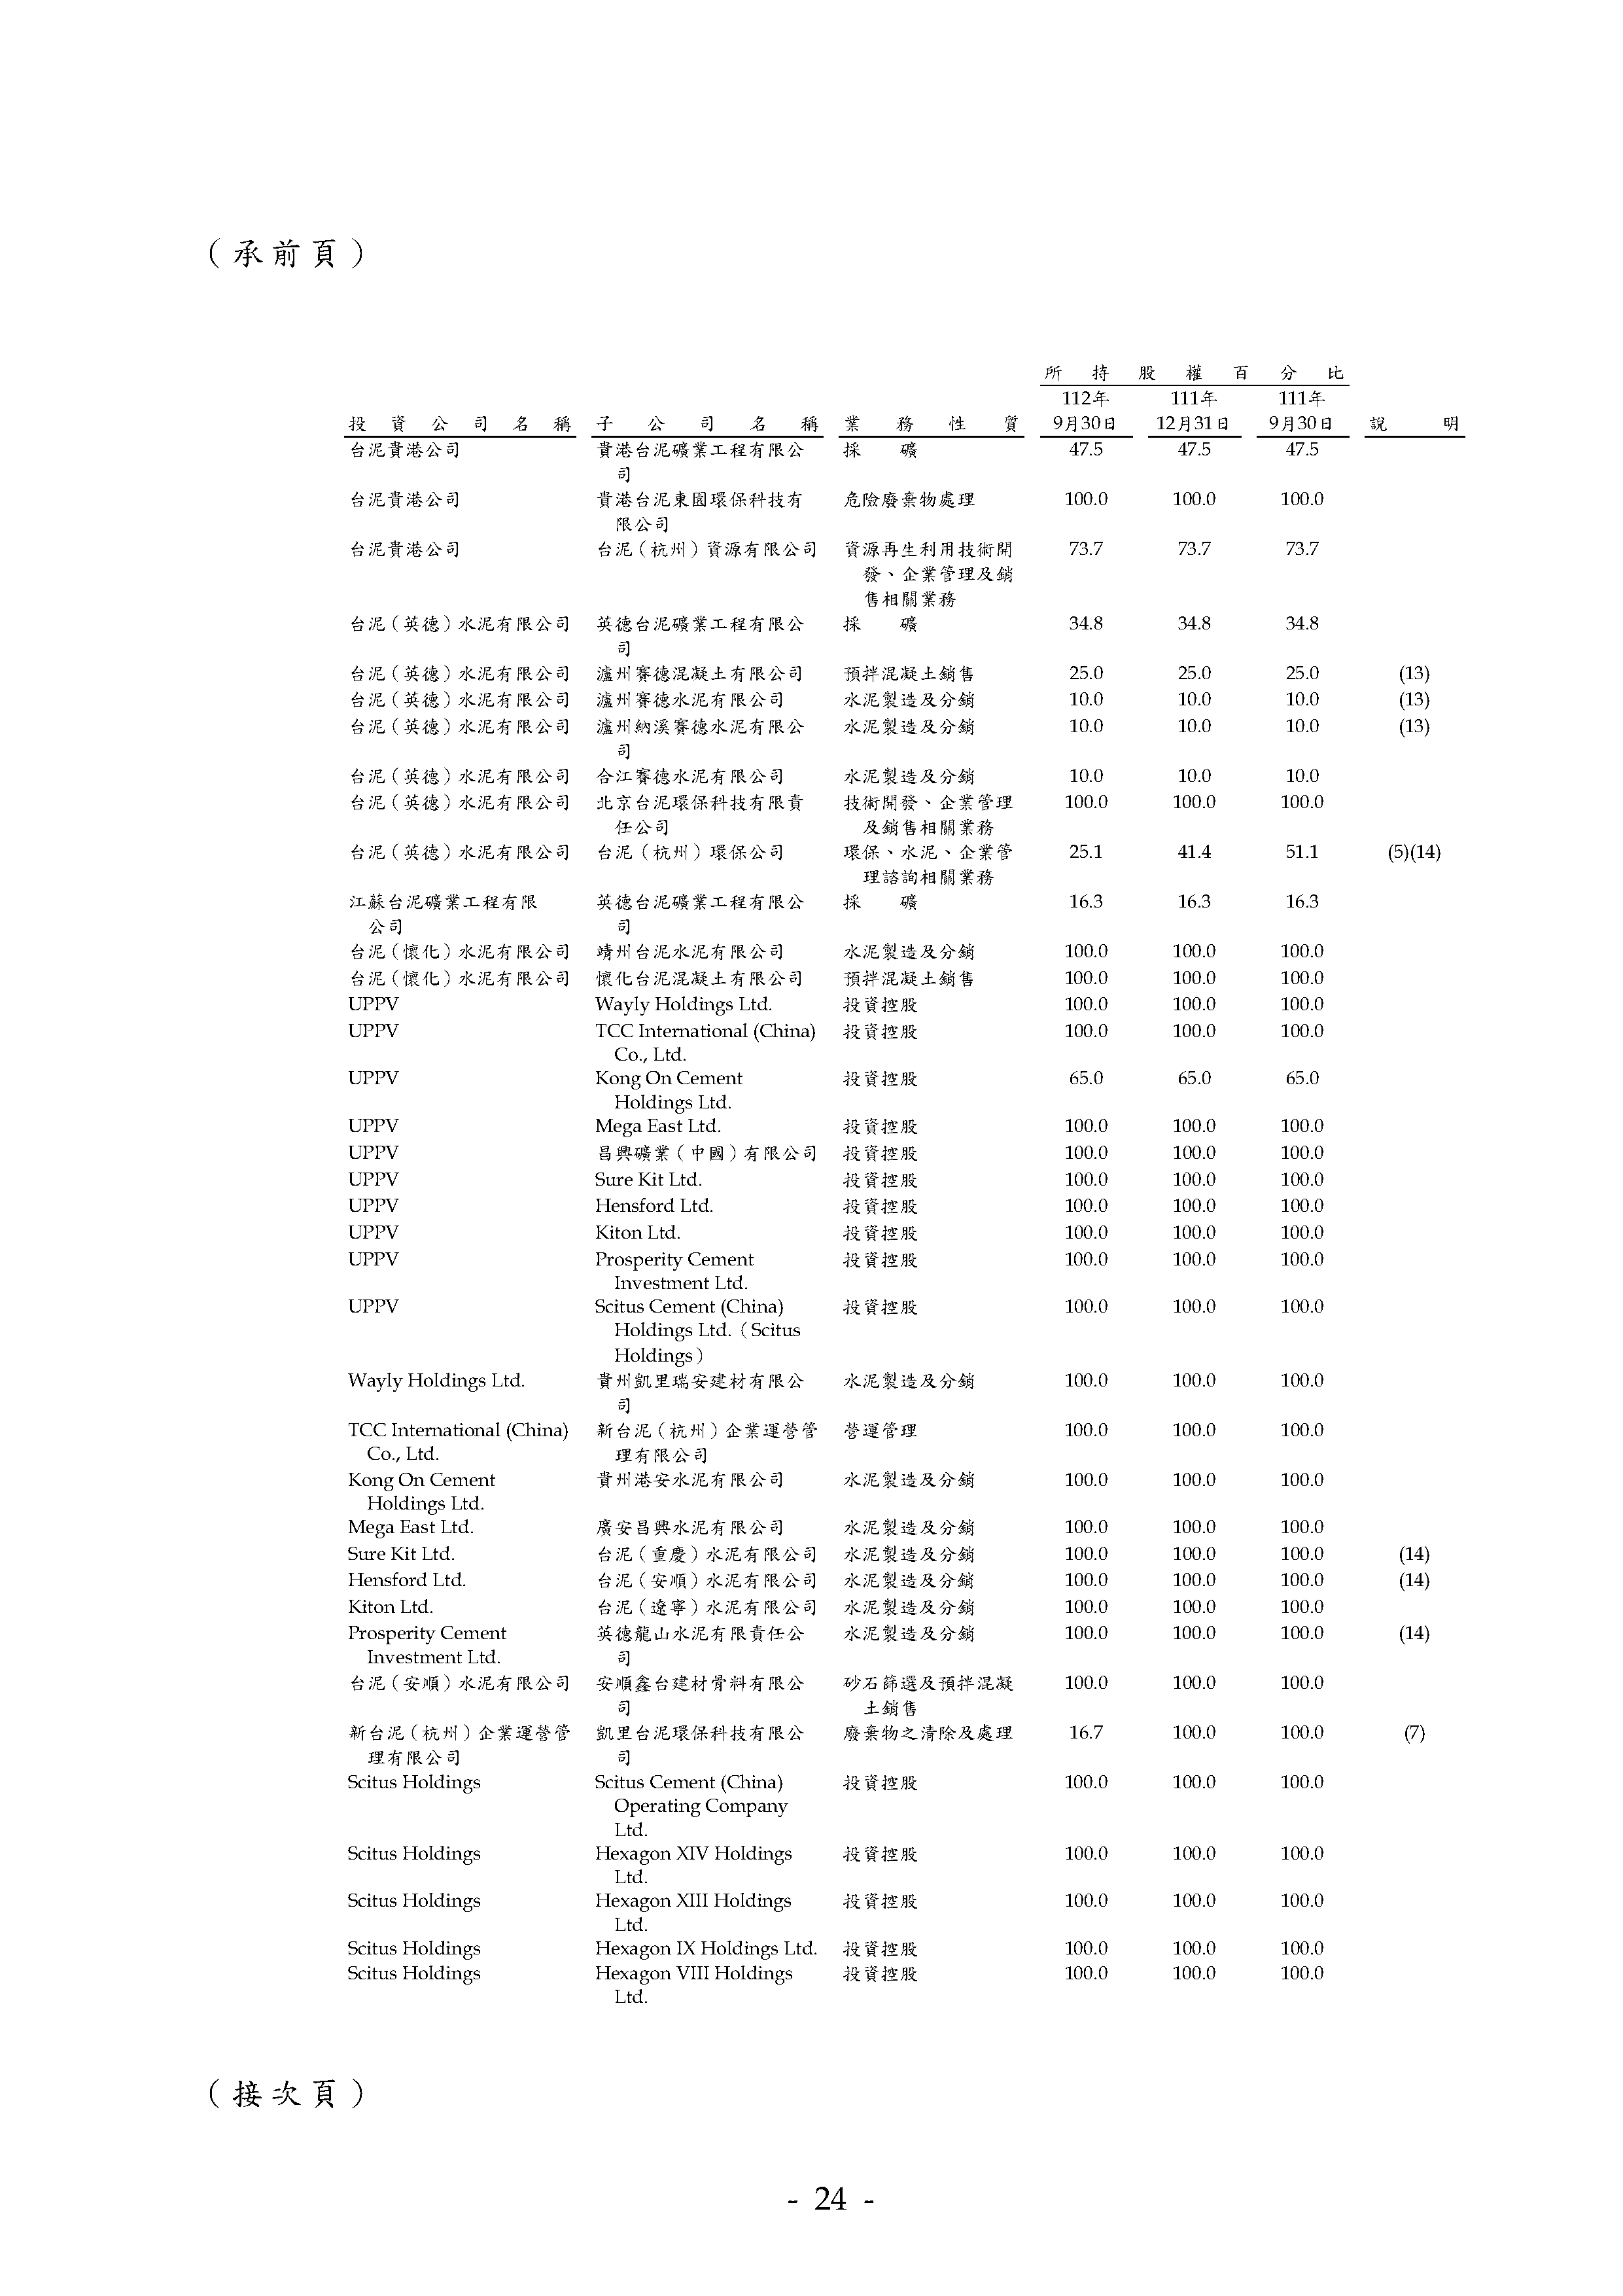 （承前頁）
所持股權百分比
112年 111年 111年
投資公司名稱 子公司名稱 業務性質 9月30日 12月31日 9月30日 說明
台泥貴港公司 貴港台泥礦業工程有限公 採礦 47.5 47.5 47.5
司
台泥貴港公司 貴港台泥東園環保科技有 危險廢棄物處理 100.0 100.0 100.0
限公司
台泥貴港公司 台泥（杭州）資源有限公司 資源再生利用技術開 73.7 73.7 73.7
發、企業管理及銷
售相關業務
台泥（英德）水泥有限公司 英德台泥礦業工程有限公 採礦 34.8 34.8 34.8
司
台泥（英德）水泥有限公司 瀘州賽德混凝土有限公司 預拌混凝土銷售 25.0 25.0 25.0 (13)
台泥（英德）水泥有限公司 瀘州賽德水泥有限公司 水泥製造及分銷 10.0 10.0 10.0 (13)
台泥（英德）水泥有限公司 瀘州納溪賽德水泥有限公 水泥製造及分銷 10.0 10.0 10.0 (13)
司
台泥（英德）水泥有限公司 合江賽德水泥有限公司 水泥製造及分銷 10.0 10.0 10.0
台泥（英德）水泥有限公司 北京台泥環保科技有限責 技術開發、企業管理 100.0 100.0 100.0
任公司 及銷售相關業務
台泥（英德）水泥有限公司 台泥（杭州）環保公司 環保、水泥、企業管 25.1 41.4 51.1 (5)(14)
理諮詢相關業務
江蘇台泥礦業工程有限 英德台泥礦業工程有限公 採礦 16.3 16.3 16.3
公司 司
台泥（懷化）水泥有限公司 靖州台泥水泥有限公司 水泥製造及分銷 100.0 100.0 100.0
台泥（懷化）水泥有限公司 懷化台泥混凝土有限公司 預拌混凝土銷售 100.0 100.0 100.0
UPPV Wayly Holdings Ltd. 投資控股 100.0 100.0 100.0
UPPV TCC International (China) 投資控股 100.0 100.0 100.0
Co., Ltd.
UPPV Kong On Cement 投資控股 65.0 65.0 65.0
Holdings Ltd.
UPPV Mega East Ltd. 投資控股 100.0 100.0 100.0
UPPV 昌興礦業（中國）有限公司 投資控股 100.0 100.0 100.0
UPPV Sure Kit Ltd. 投資控股 100.0 100.0 100.0
UPPV Hensford Ltd. 投資控股 100.0 100.0 100.0
UPPV Kiton Ltd. 投資控股 100.0 100.0 100.0
UPPV Prosperity Cement 投資控股 100.0 100.0 100.0
Investment Ltd.
UPPV Scitus Cement (China) 投資控股 100.0 100.0 100.0
Holdings Ltd.（Scitus
Holdings）
Wayly Holdings Ltd. 貴州凱里瑞安建材有限公 水泥製造及分銷 100.0 100.0 100.0
司
TCC International (China) 新台泥（杭州）企業運營管 營運管理 100.0 100.0 100.0
Co., Ltd. 理有限公司
Kong On Cement 貴州港安水泥有限公司 水泥製造及分銷 100.0 100.0 100.0
Holdings Ltd.
Mega East Ltd. 廣安昌興水泥有限公司 水泥製造及分銷 100.0 100.0 100.0
Sure Kit Ltd. 台泥（重慶）水泥有限公司 水泥製造及分銷 100.0 100.0 100.0 (14)
Hensford Ltd. 台泥（安順）水泥有限公司 水泥製造及分銷 100.0 100.0 100.0 (14)
Kiton Ltd. 台泥（遼寧）水泥有限公司 水泥製造及分銷 100.0 100.0 100.0
Prosperity Cement 英德龍山水泥有限責任公 水泥製造及分銷 100.0 100.0 100.0 (14)
Investment Ltd. 司
台泥（安順）水泥有限公司 安順鑫台建材骨料有限公 砂石篩選及預拌混凝 100.0 100.0 100.0
司 土銷售
新台泥（杭州）企業運營管 凱里台泥環保科技有限公 廢棄物之清除及處理 16.7 100.0 100.0 (7)
理有限公司 司
Scitus Holdings Scitus Cement (China) 投資控股 100.0 100.0 100.0
Operating Company
Ltd.
Scitus Holdings Hexagon XIV Holdings 投資控股 100.0 100.0 100.0
Ltd.
Scitus Holdings Hexagon XIII Holdings 投資控股 100.0 100.0 100.0
Ltd.
Scitus Holdings Hexagon IX Holdings Ltd. 投資控股 100.0 100.0 100.0
Scitus Holdings Hexagon VIII Holdings 投資控股 100.0 100.0 100.0
Ltd.
（接次頁）
- 24 -